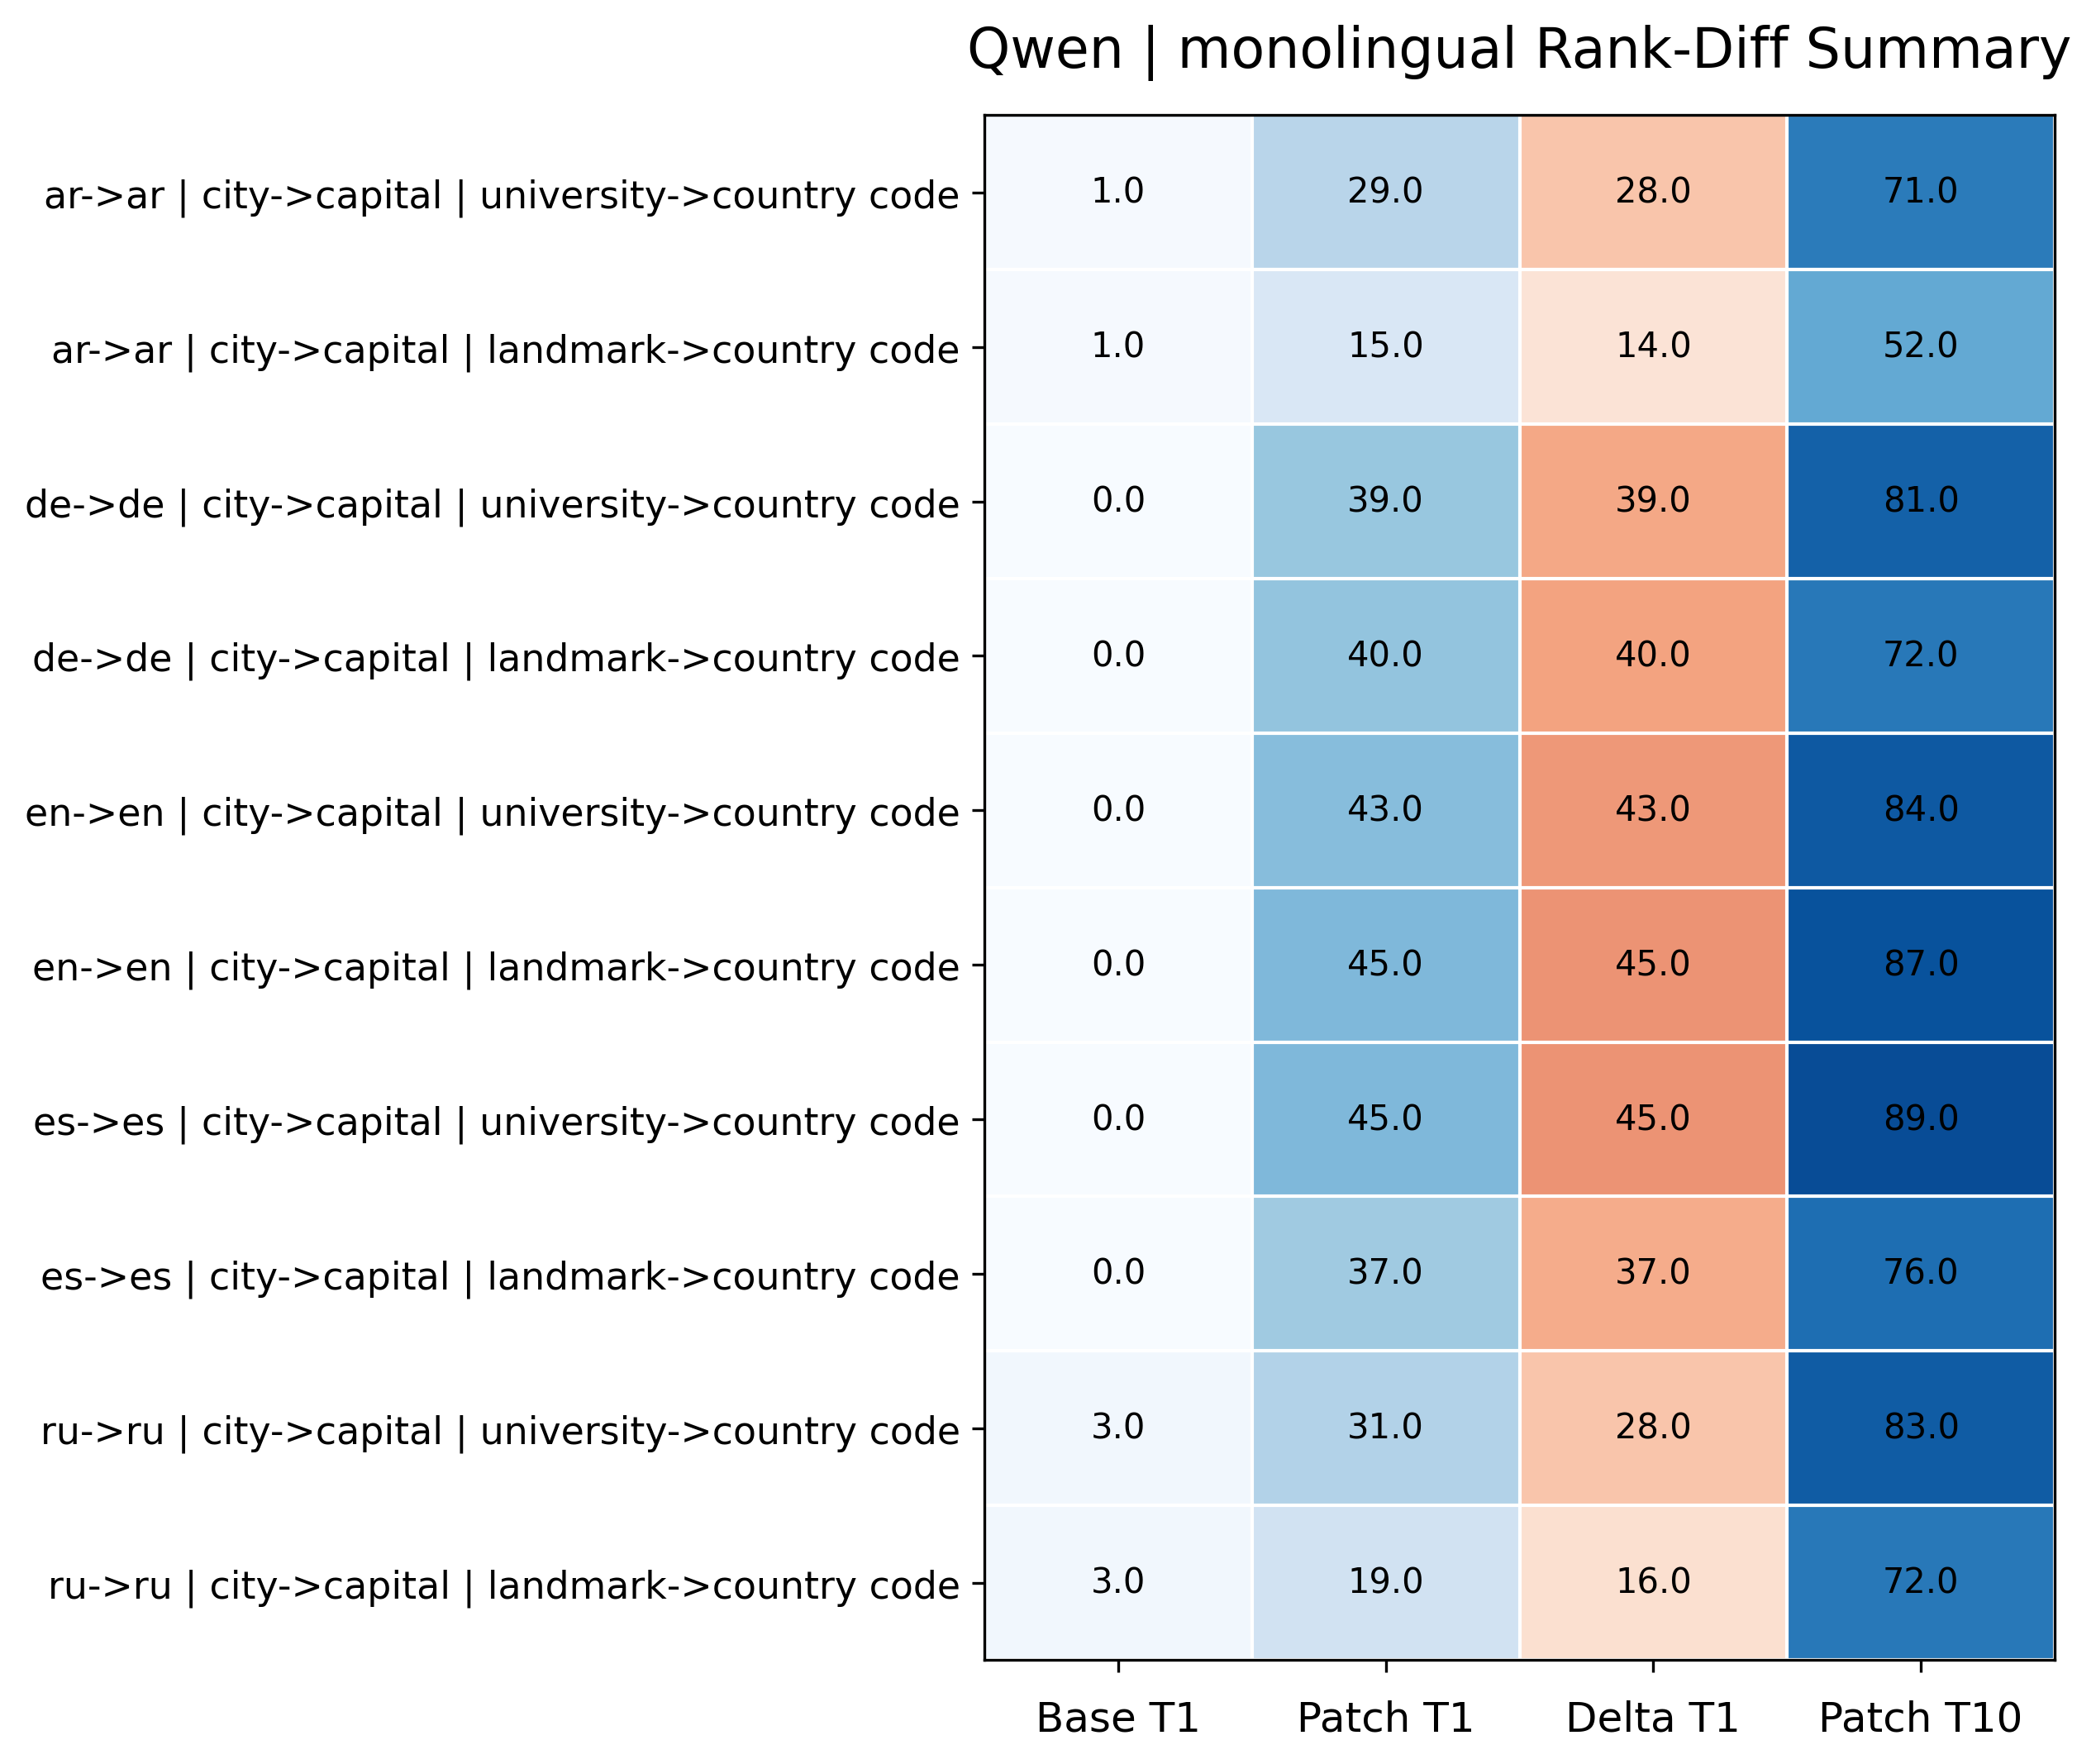 Qwen | monolingual Rank-Diff Summary
ar->ar | city->capital | university->country code 1.0 29.0 28.0 71.0
ar->ar | city->capital | landmark->country code 1.0 15.0 14.0 52.0
de->de | city->capital | university->country code 0.0 39.0 39.0 81.0
de->de | city->capital | landmark->country code 0.0 40.0 40.0 72.0
en->en | city->capital | university->country code 0.0 43.0 43.0 84.0
en->en | city->capital | landmark->country code 0.0 45.0 45.0 87.0
es->es | city->capital | university->country code 0.0 45.0 45.0 89.0
es->es | city->capital | landmark->country code 0.0 37.0 37.0 76.0
ru->ru | city->capital | university->country code 3.0 31.0 28.0 83.0
ru->ru | city->capital | landmark->country code 3.0 19.0 16.0 72.0
Base T1 Patch T1 Delta T1 Patch T10